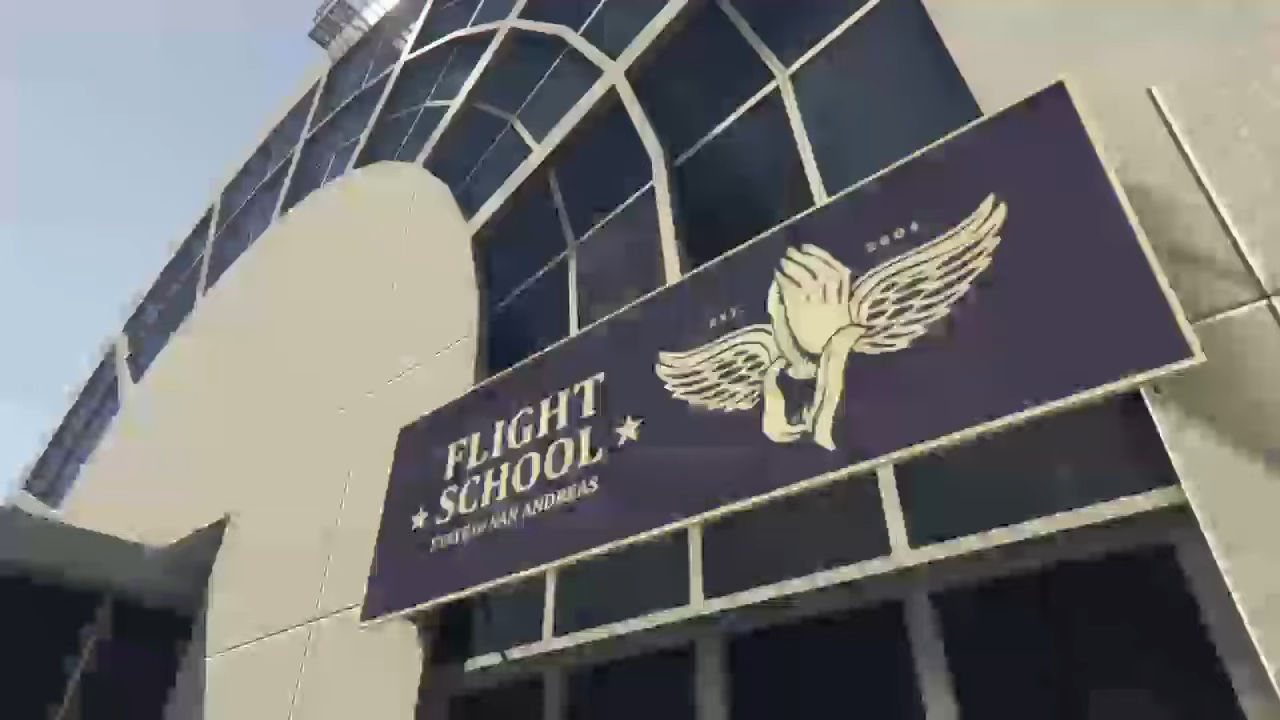 FLIGHT
SCHOOL
STATE OF SAN ANDREAS
EST.
2004